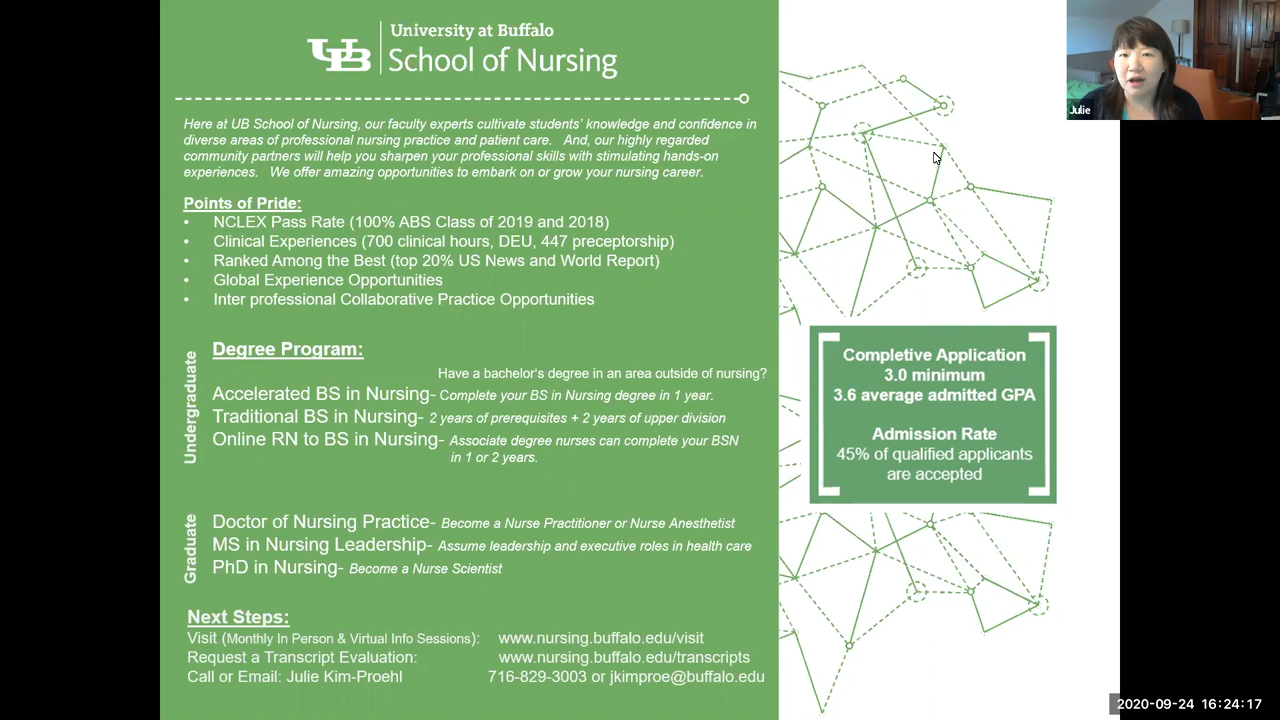 University at Buffalo
UB School of Nursing
Here at UB School of Nursing, our faculty experts cultivate students' knowledge and confidence in
diverse areas of professional nursing practice and patient care. And, our highly regarded
community partners will help you sharpen your professional skills with stimulating hands-on
experiences. We offer amazing opportunities to embark on or grow your nursing career.
Points of Pride:
• NCLEX Pass Rate (100% ABS Class of 2019 and 2018)
• Clinical Experiences (700 clinical hours, DEU, 447 preceptorship)
• Ranked Among the Best (top 20% US News and World Report)
• Global Experience Opportunities
• Inter professional Collaborative Practice Opportunities
Undergraduate
Degree Program:
Have a bachelor's degree in an area outside of nursing?
Accelerated BS in Nursing- Complete your BS in Nursing degree in 1 year.
Traditional BS in Nursing- 2 years of prerequisites + 2 years of upper division
Online RN to BS in Nursing- Associate degree nurses can complete your BSN
in 1 or 2 years.
Graduate
Doctor of Nursing Practice- Become a Nurse Practitioner or Nurse Anesthetist
MS in Nursing Leadership- Assume leadership and executive roles in health care
PhD in Nursing- Become a Nurse Scientist
Next Steps:
Visit (Monthly In Person & Virtual Info Sessions): www.nursing.buffalo.edu/visit
Request a Transcript Evaluation: www.nursing.buffalo.edu/transcripts
Call or Email: Julie Kim-Proehl 716-829-3003 or jkimproe@buffalo.edu
Completive Application
3.0 minimum
3.6 average admitted GPA
Admission Rate
45% of qualified applicants
are accepted
Julie
2020-09-24 16:24:17